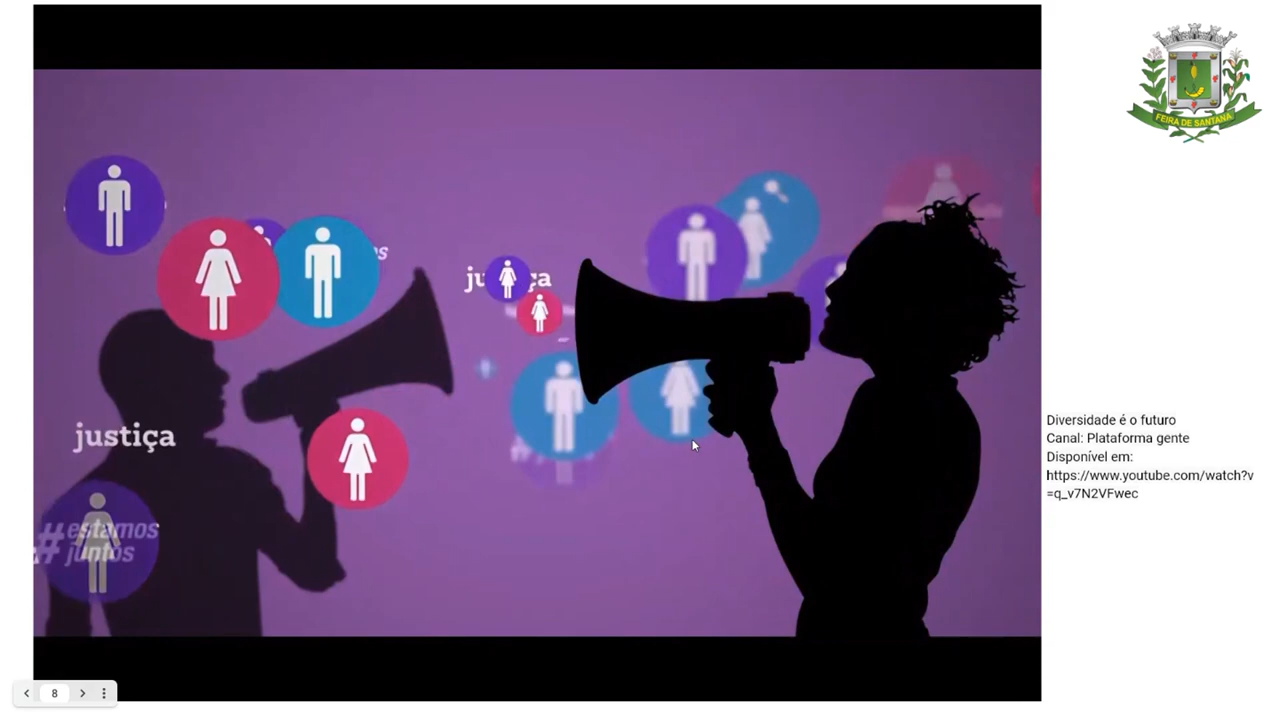 FEIRA DE SANTANA
justiça
justiça
#estamos
juntos
Diversidade é o futuro
Canal: Plataforma gente
Disponível em:
https://www.youtube.com/watch?v
=q_v7N2VFwec
8